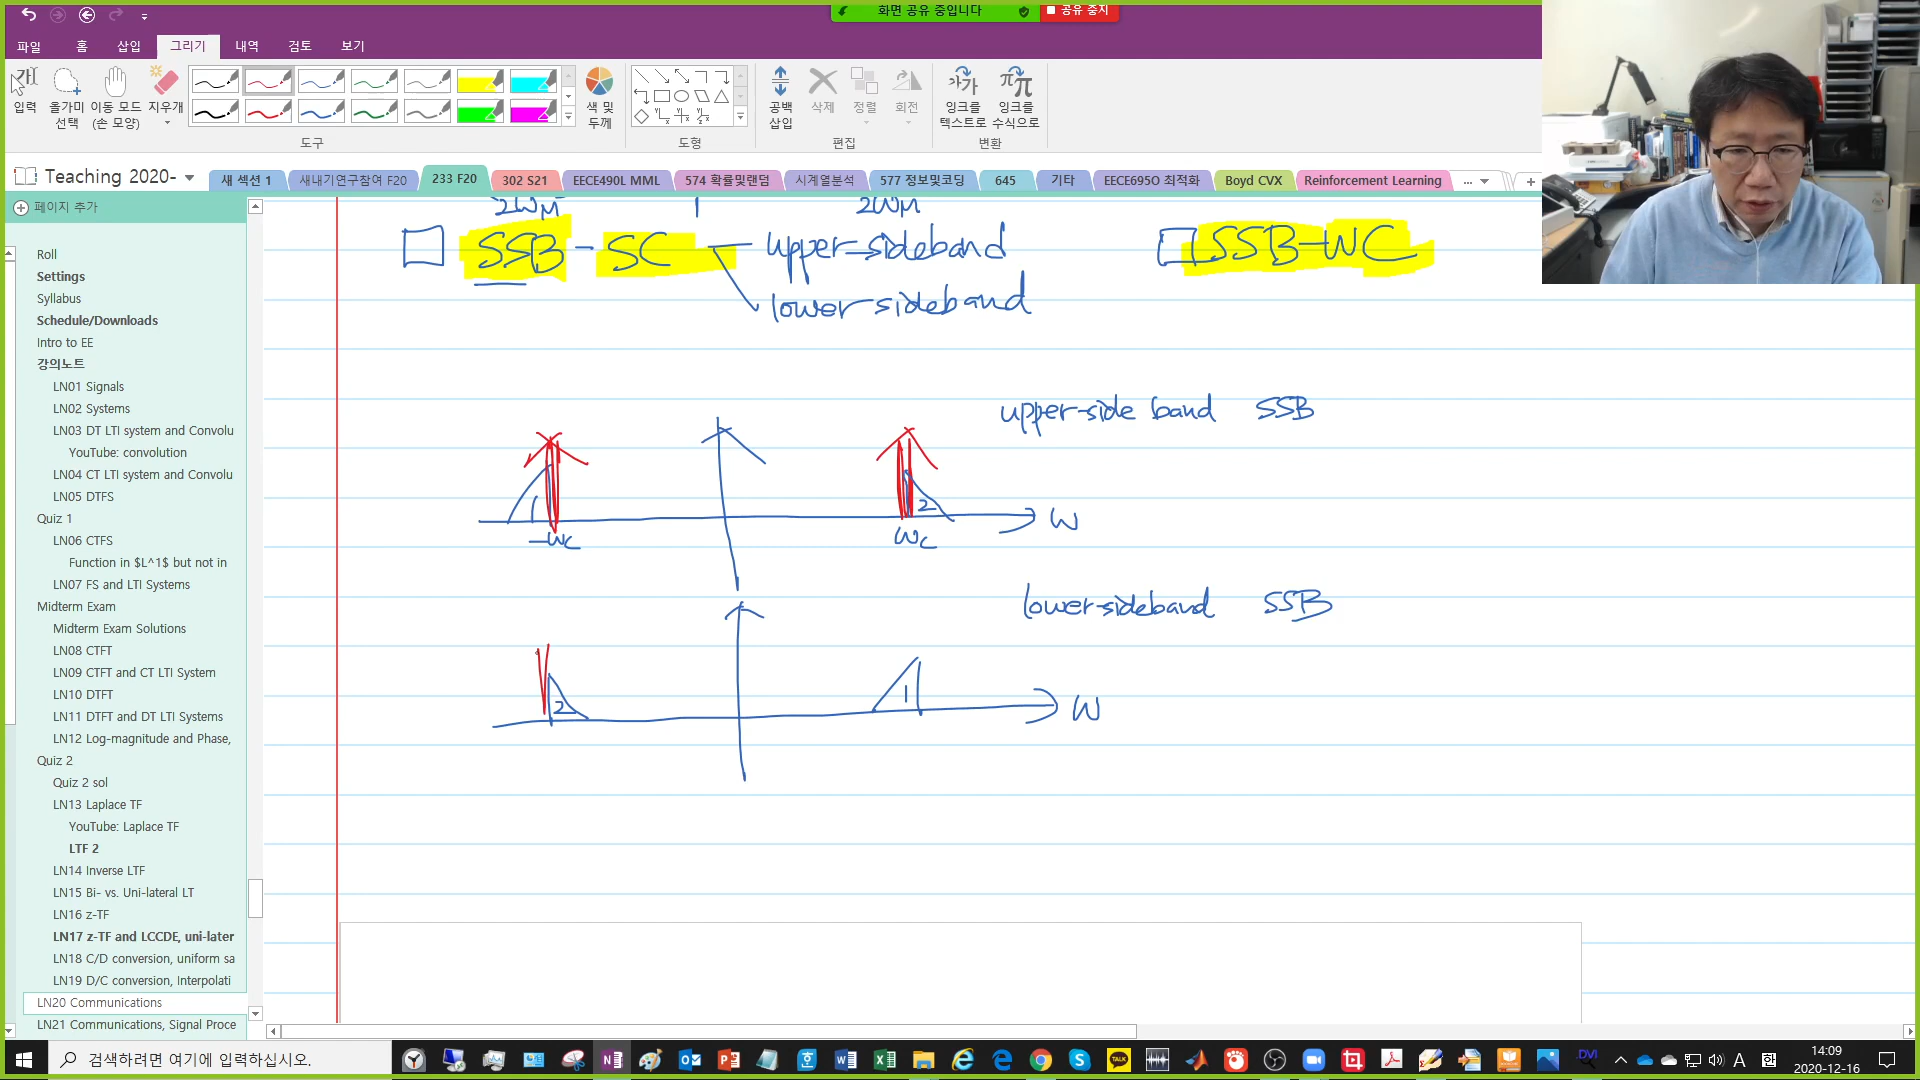 화면 공유 중입니다 공유 중지
파일 홈 삽입 그리기 내역 검토 보기
입력 올가미 선택 이동 모드 (손 모양) 지우개 색 및 두께 공백 삽입 삭제 정렬 회전 잉크를 텍스트로 잉크를 수식으로
도구 도형 편집 변환
Teaching 2020- 새 섹션 1 새내기연구참여 F20 233 F20 302 S21 EECE490L MML 574 확률및랜덤 시계열분석 577 정보및코딩 645 기타 EECE695O 최적화 Boyd CVX Reinforcement Learning ...
페이지 추가
Roll
Settings
Syllabus
Schedule/Downloads
Intro to EE
강의노트
LN01 Signals
LN02 Systems
LN03 DT LTI system and Convolu
YouTube: convolution
LN04 CT LTI system and Convolu
LN05 DTFS
Quiz 1
LN06 CTFS
Function in $L^1$ but not in
LN07 FS and LTI Systems
Midterm Exam
Midterm Exam Solutions
LN08 CTFT
LN09 CTFT and CT LTI System
LN10 DTFT
LN11 DTFT and DT LTI Systems
LN12 Log-magnitude and Phase,
Quiz 2
Quiz 2 sol
LN13 Laplace TF
YouTube: Laplace TF
LTF 2
LN14 Inverse LTF
LN15 Bi- vs. Uni-lateral LT
LN16 z-TF
LN17 z-TF and LCCDE, uni-later
LN18 C/D conversion, uniform sa
LN19 D/C conversion, Interpolati
LN20 Communications
LN21 Communications, Signal Proce
2WM 1 2WM
SSB-SC upper-sideband SSB-WC
lower sideband
upper-side band SSB
1 2
-Wc Wc W
lower-sideband SSB
2 1
W
검색하려면 여기에 입력하십시오.
TALK
DVI
A 한
14:09
2020-12-16